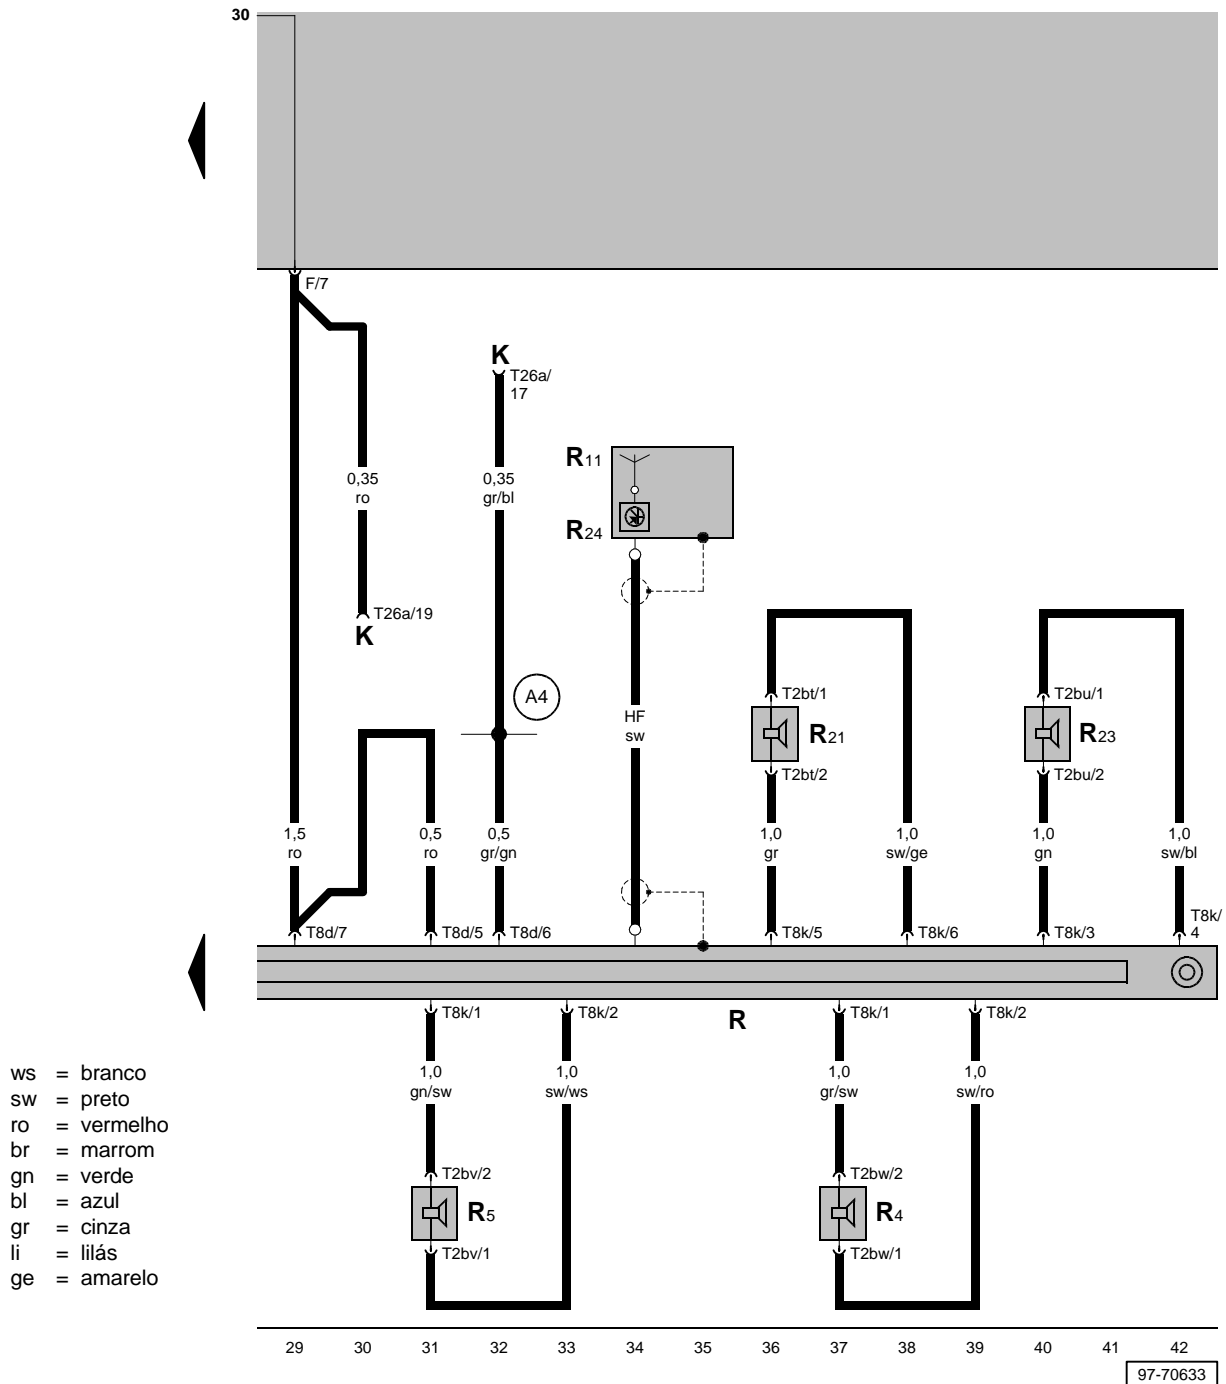 30
F/7
K
T26a/
17
R11
0,35
ro
0,35
gr/bl
R24
T26a/19
K
A4
T2bt/1
T2bu/1
HF
sw
R21
R23
T2bt/2
T2bu/2
1,5
ro
0,5
ro
0,5
gr/gn
1,0
gr
1,0
sw/ge
1,0
gn
1,0
sw/bl
T8d/7
T8d/5
T8d/6
T8k/5
T8k/6
T8k/3
T8k/
4
T8k/1
T8k/2
R
T8k/1
T8k/2
1,0
gn/sw
1,0
sw/ws
1,0
gr/sw
1,0
sw/ro
ws = branco
sw = preto
ro = vermelho
br = marrom
gn = verde
bl = azul
gr = cinza
li = lilás
ge = amarelo
T2bv/2
T2bw/2
R5
R4
T2bv/1
T2bw/1
29 30 31 32 33 34 35 36 37 38 39 40 41 42
97-70633